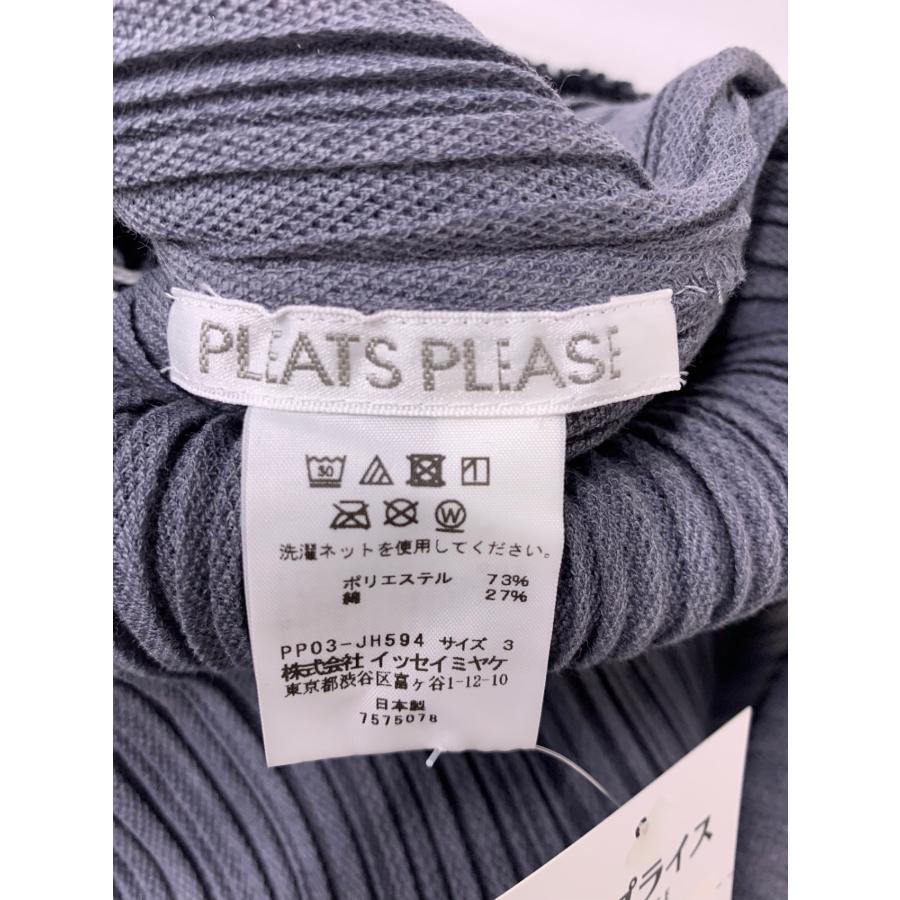 PLEATS PLEASE
30
W
洗濯ネットを使用してください。
ポリエステル 73%
綿 27%
PP03-JH594 サイズ 3
株式会社 イッセイミヤケ
東京都渋谷区富ヶ谷1-12-10
日本製
7575078
プライス